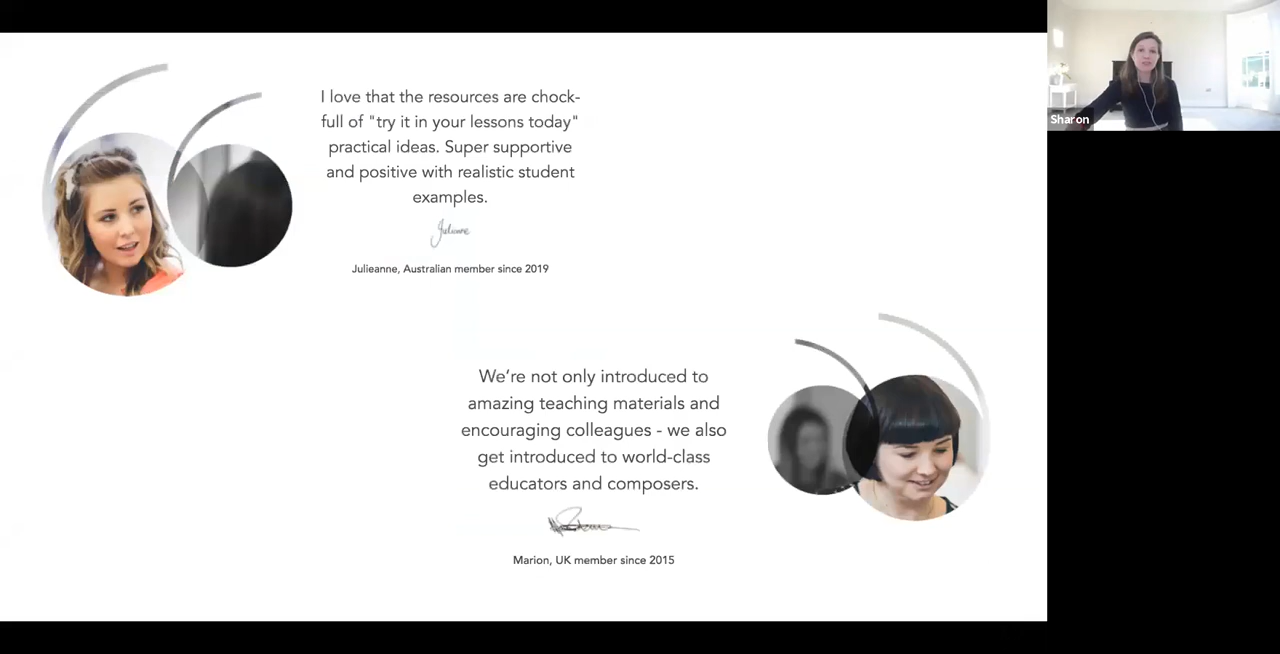 I love that the resources are chock-
full of "try it in your lessons today"
practical ideas. Super supportive
and positive with realistic student
examples.
Julieanne
Julieanne, Australian member since 2019
We're not only introduced to
amazing teaching materials and
encouraging colleagues - we also
get introduced to world-class
educators and composers.
Marion, UK member since 2015
Sharon